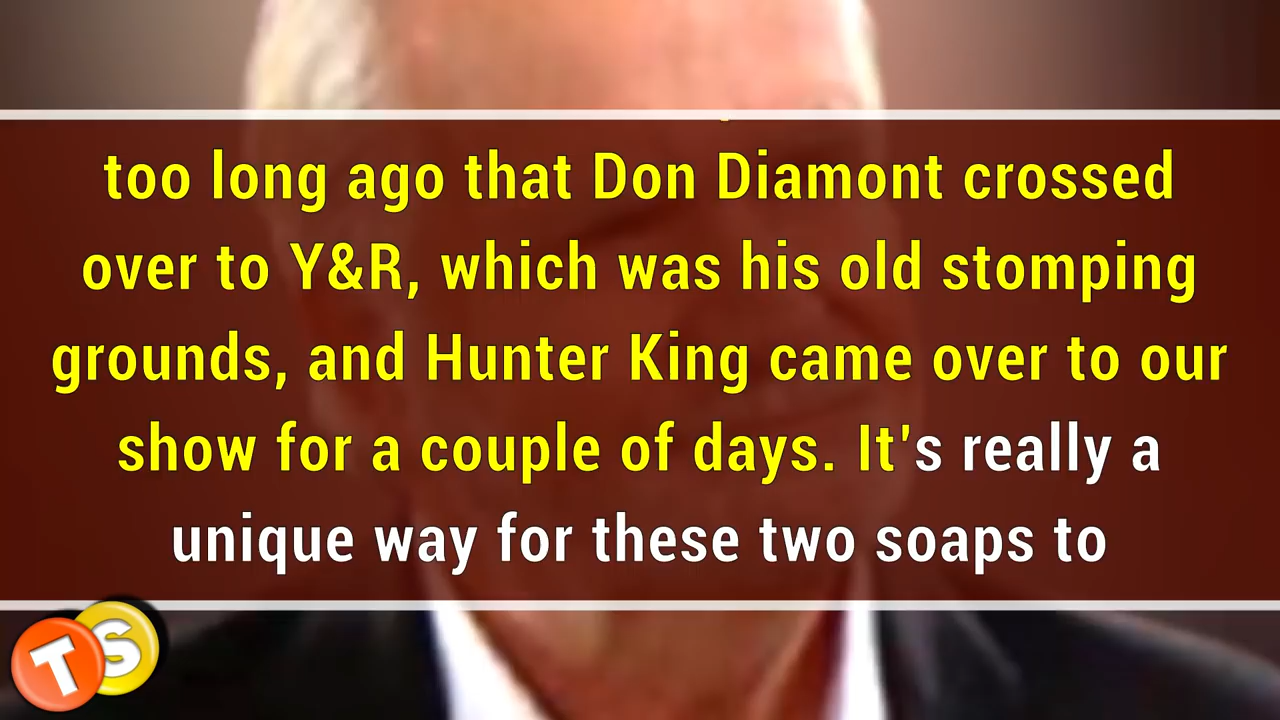 too long ago that Don Diamont crossed
over to Y&R, which was his old stomping
grounds, and Hunter King came over to our
show for a couple of days. It's really a
unique way for these two soaps to
TS